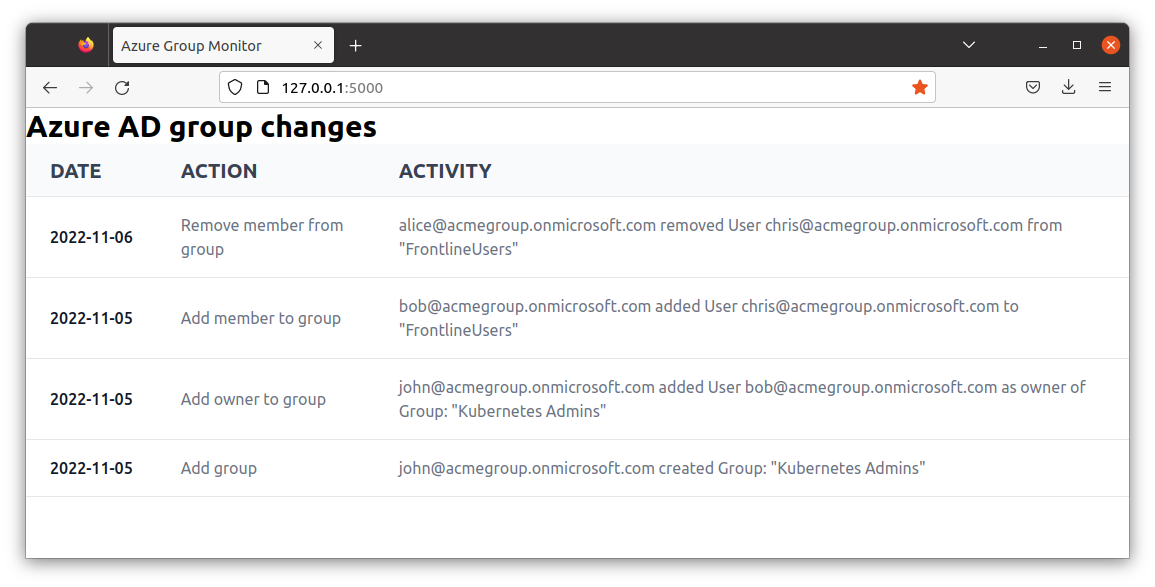 Azure Group Monitor
127.0.0.1:5000
Azure AD group changes
DATE ACTION ACTIVITY
2022-11-06
Remove member from
group
alice@acmegroup.onmicrosoft.com removed User chris@acmegroup.onmicrosoft.com from
"FrontlineUsers"
2022-11-05
Add member to group
bob@acmegroup.onmicrosoft.com added User chris@acmegroup.onmicrosoft.com to
"FrontlineUsers"
2022-11-05
Add owner to group
john@acmegroup.onmicrosoft.com added User bob@acmegroup.onmicrosoft.com as owner of
Group: "Kubernetes Admins"
2022-11-05 Add group john@acmegroup.onmicrosoft.com created Group: "Kubernetes Admins"